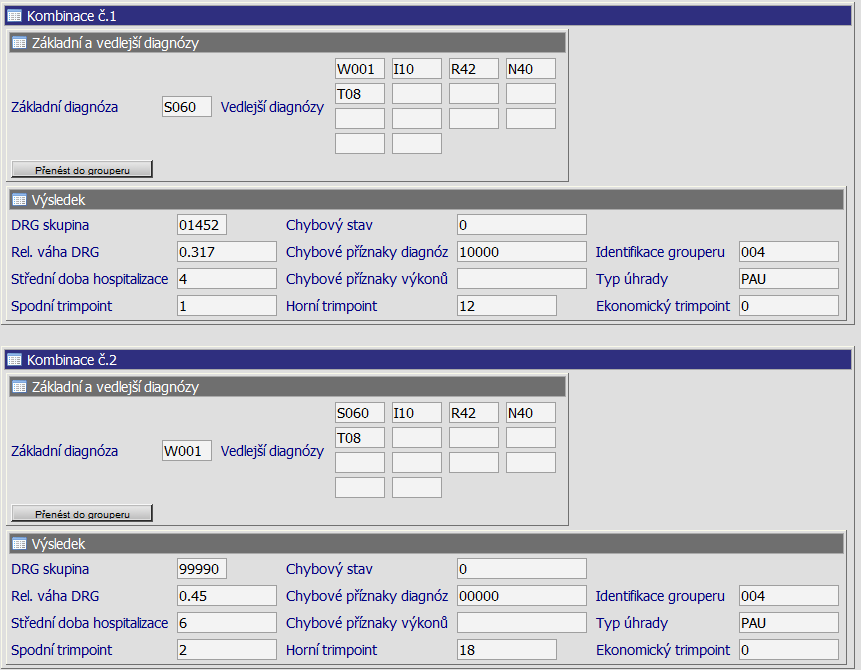 Kombinace č.1
Základní a vedlejší diagnózy
W001 I10 R42 N40
T08
Základní diagnóza S060 Vedlejší diagnózy
Přenést do grouperu
Výsledek
DRG skupina 01452 Chybový stav 0
Rel. váha DRG 0.317 Chybové příznaky diagnóz 10000 Identifikace grouperu 004
Střední doba hospitalizace 4 Chybové příznaky výkonů Typ úhrady PAU
Spodní trimpoint 1 Horní trimpoint 12 Ekonomický trimpoint 0
Kombinace č.2
Základní a vedlejší diagnózy
S060 I10 R42 N40
T08
Základní diagnóza W001 Vedlejší diagnózy
Přenést do grouperu
Výsledek
DRG skupina 99990 Chybový stav 0
Rel. váha DRG 0.45 Chybové příznaky diagnóz 00000 Identifikace grouperu 004
Střední doba hospitalizace 6 Chybové příznaky výkonů Typ úhrady PAU
Spodní trimpoint 2 Horní trimpoint 18 Ekonomický trimpoint 0